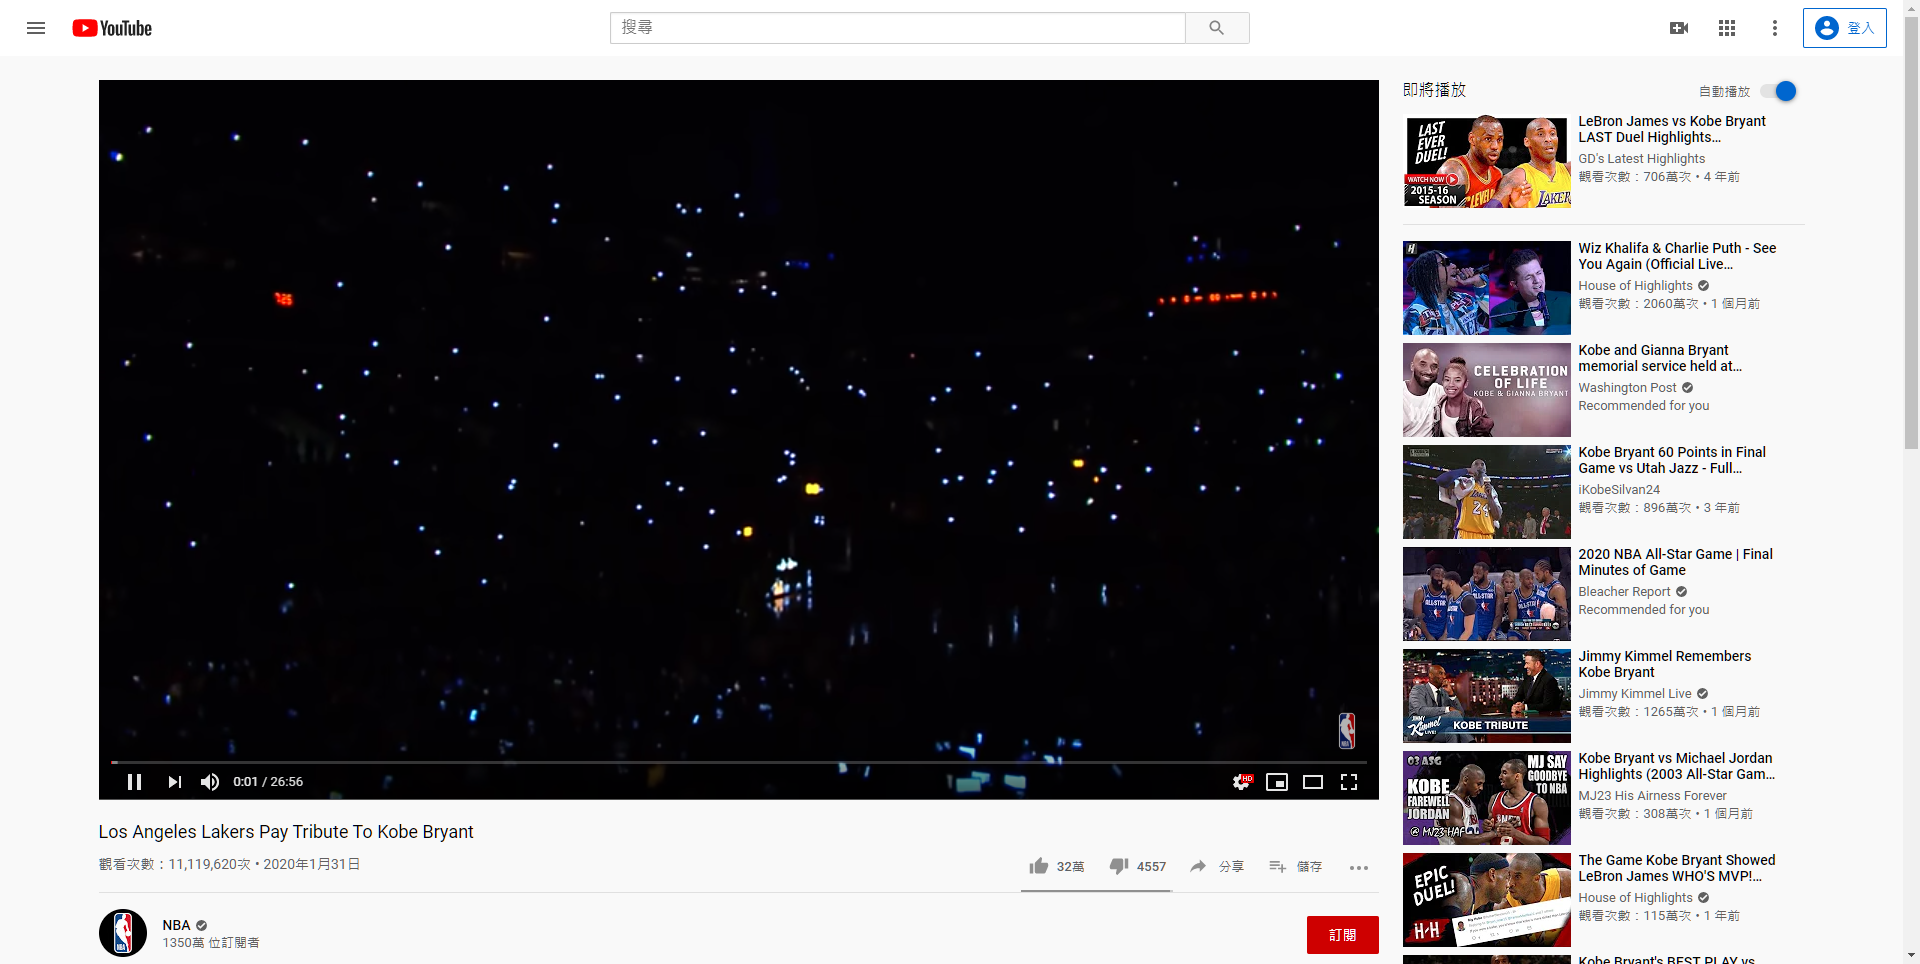 YouTube
搜尋
登入
0:01 / 26:56
HD
NBA
Los Angeles Lakers Pay Tribute To Kobe Bryant
觀看次數：11,119,620次 • 2020年1月31日
32萬
4557
分享
儲存
NBA
NBA
1350萬 位訂閱者
訂閱
即將播放
自動播放
LAST
EVER
DUEL!
WATCH NOW
2015-16
SEASON
LAKER
LeBron James vs Kobe Bryant
LAST Duel Highlights…
GD's Latest Highlights
觀看次數：706萬次 • 4 年前
Wiz Khalifa & Charlie Puth - See
You Again (Official Live…
House of Highlights
觀看次數：2060萬次 • 1 個月前
CELEBRATION
OF LIFE
KOBE & GIANNA BRYANT
Kobe and Gianna Bryant
memorial service held at…
Washington Post
Recommended for you
24
Kobe Bryant 60 Points in Final
Game vs Utah Jazz - Full…
iKobeSilvan24
觀看次數：896萬次 • 3 年前
2020 NBA All-Star Game | Final
Minutes of Game
Bleacher Report
Recommended for you
JIMMY
Kimmel
LIVE!
KOBE TRIBUTE
Jimmy Kimmel Remembers
Kobe Bryant
Jimmy Kimmel Live
觀看次數：1265萬次 • 1 個月前
03 ASG
MJ SAY
GOODBYE
TO NBA
KOBE
FAREWELL
JORDAN
@ MJ23 HAF
Kobe Bryant vs Michael Jordan
Highlights (2003 All-Star Gam…
MJ23 His Airness Forever
觀看次數：308萬次 • 1 個月前
EPIC
DUEL!
H-H
The Game Kobe Bryant Showed
LeBron James WHO'S MVP!…
House of Highlights
觀看次數：115萬次 • 1 年前
Kobe Bryant's BEST PLAY vs